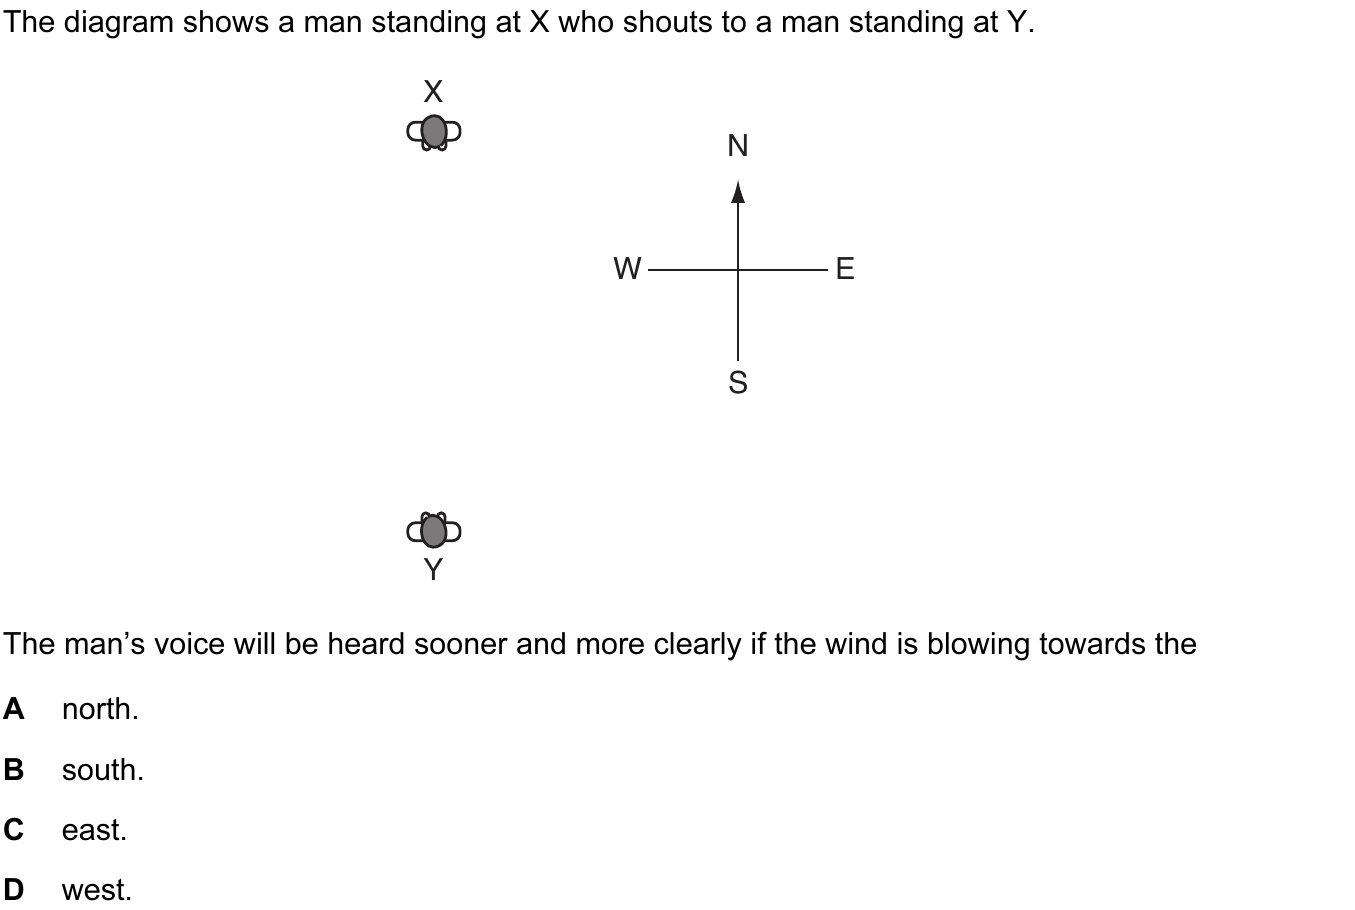 The diagram shows a man standing at X who shouts to a man standing at Y.
X
N
W E
S
Y
The man’s voice will be heard sooner and more clearly if the wind is blowing towards the
A north.
B south.
C east.
D west.